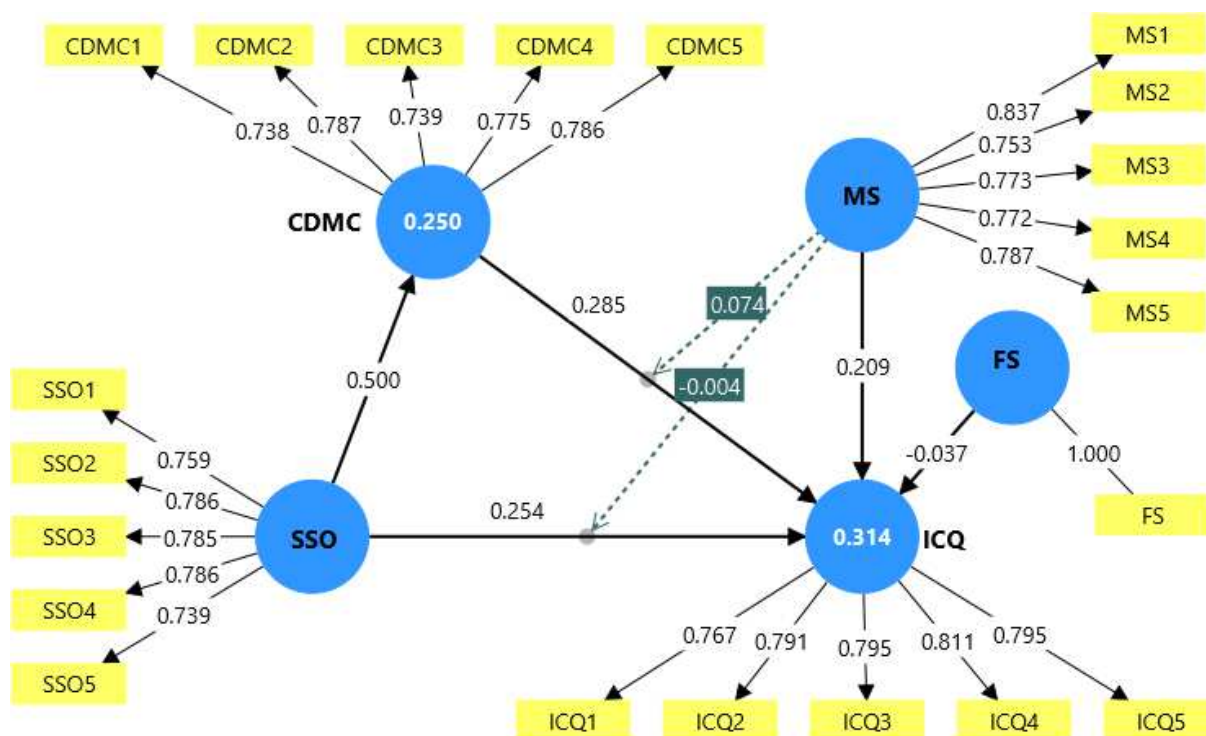 CDMC1 CDMC2 CDMC3 CDMC4 CDMC5
0.738 0.787 0.739 0.775 0.786
CDMC
0.250
MS
MS1
MS2
MS3
MS4
MS5
0.837
0.753
0.773
0.772
0.787
0.285
0.074
-0.004
0.209
FS
-0.037
1.000
FS
0.500
SSO1
SSO2
SSO3
SSO4
SSO5
0.759
0.786
0.785
0.786
0.739
SSO
0.254
0.314
ICQ
0.767 0.791 0.795 0.811 0.795
ICQ1 ICQ2 ICQ3 ICQ4 ICQ5